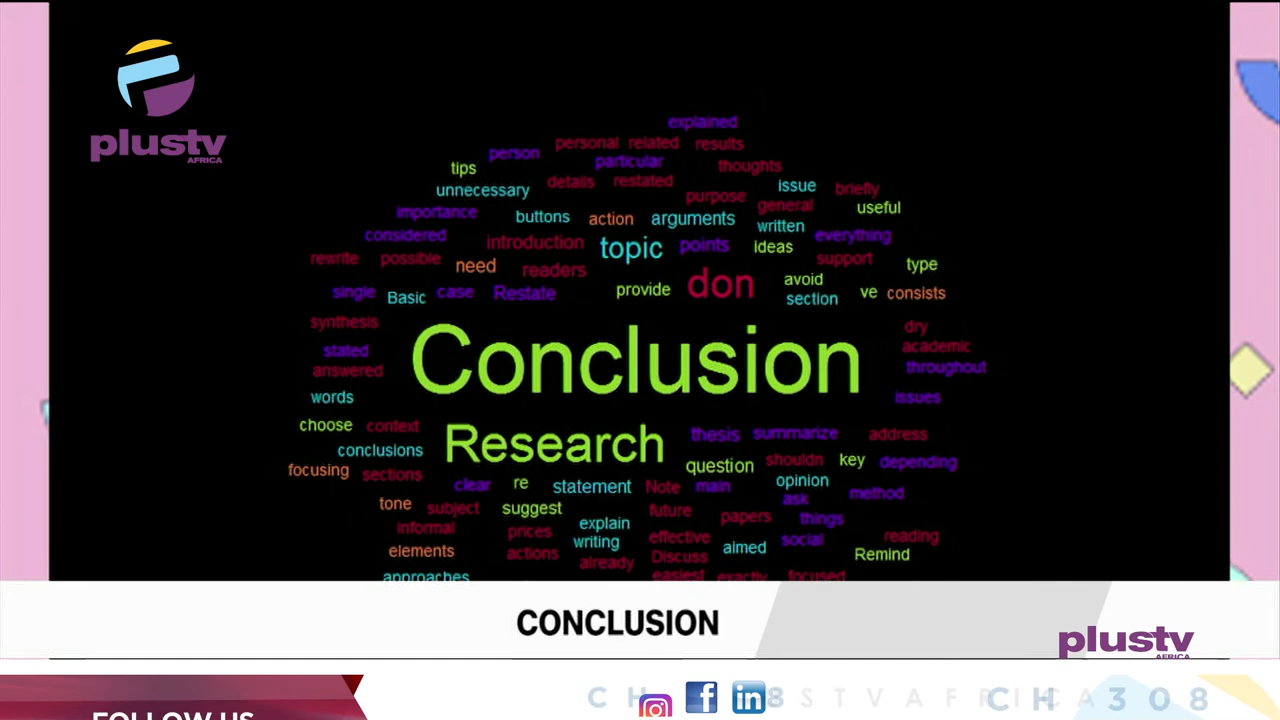 plustv
AFRICA
explained
personal related results
person particular thoughts
tips details restated issue briefly
unnecessary purpose general useful
importance buttons action arguments written
considered introduction topic points ideas everything
rewrite possible need readers support type
single Basic case Restate provide don avoid section ve consists
synthesis dry
stated Conclusion academic
answered throughout
words issues
choose context Research thesis summarize address
conclusions question shouldn key depending
focusing sections clear re statement Note main opinion
ask method
tone subject suggest future papers things
informal prices explain effective social reading
elements actions writing already Discuss aimed Remind
approaches easiest exactly focused
CONCLUSION
plustv
AFRICA
FOLLOW US
CH 308